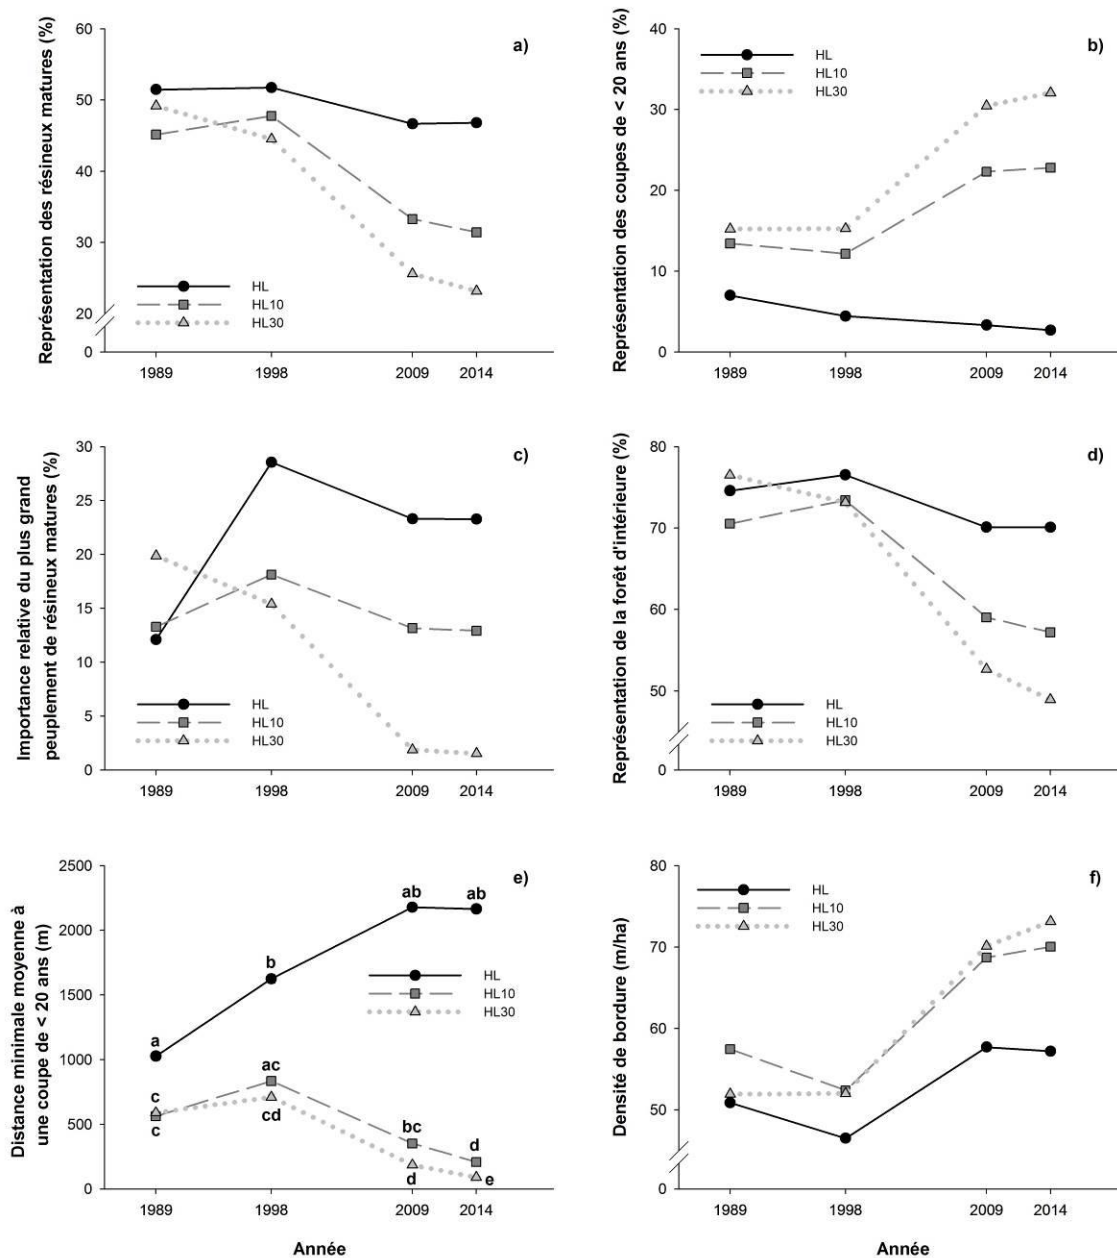 Représentation des résineux matures (%)
60
50
40
30
20
0
a)
HL
HL10
HL30
1989
1998
2009
2014
Représentation des coupes de < 20 ans (%)
40
30
20
10
0
b)
HL
HL10
HL30
1989
1998
2009
2014
Importance relative du plus grand
peuplement de résineux matures (%)
30
25
20
15
10
5
0
c)
HL
HL10
HL30
1989
1998
2009
2014
Représentation de la forêt d'intérieure (%)
80
70
60
50
0
d)
HL
HL10
HL30
1989
1998
2009
2014
Distance minimale moyenne à
une coupe de < 20 ans (m)
2500
2000
1500
1000
500
0
e)
a
b
ab
ab
c
c
ac
cd
bc
d
d
e
HL
HL10
HL30
1989
1998
2009
2014
Année
Densité de bordure (m/ha)
80
70
60
50
0
f)
HL
HL10
HL30
1989
1998
2009
2014
Année